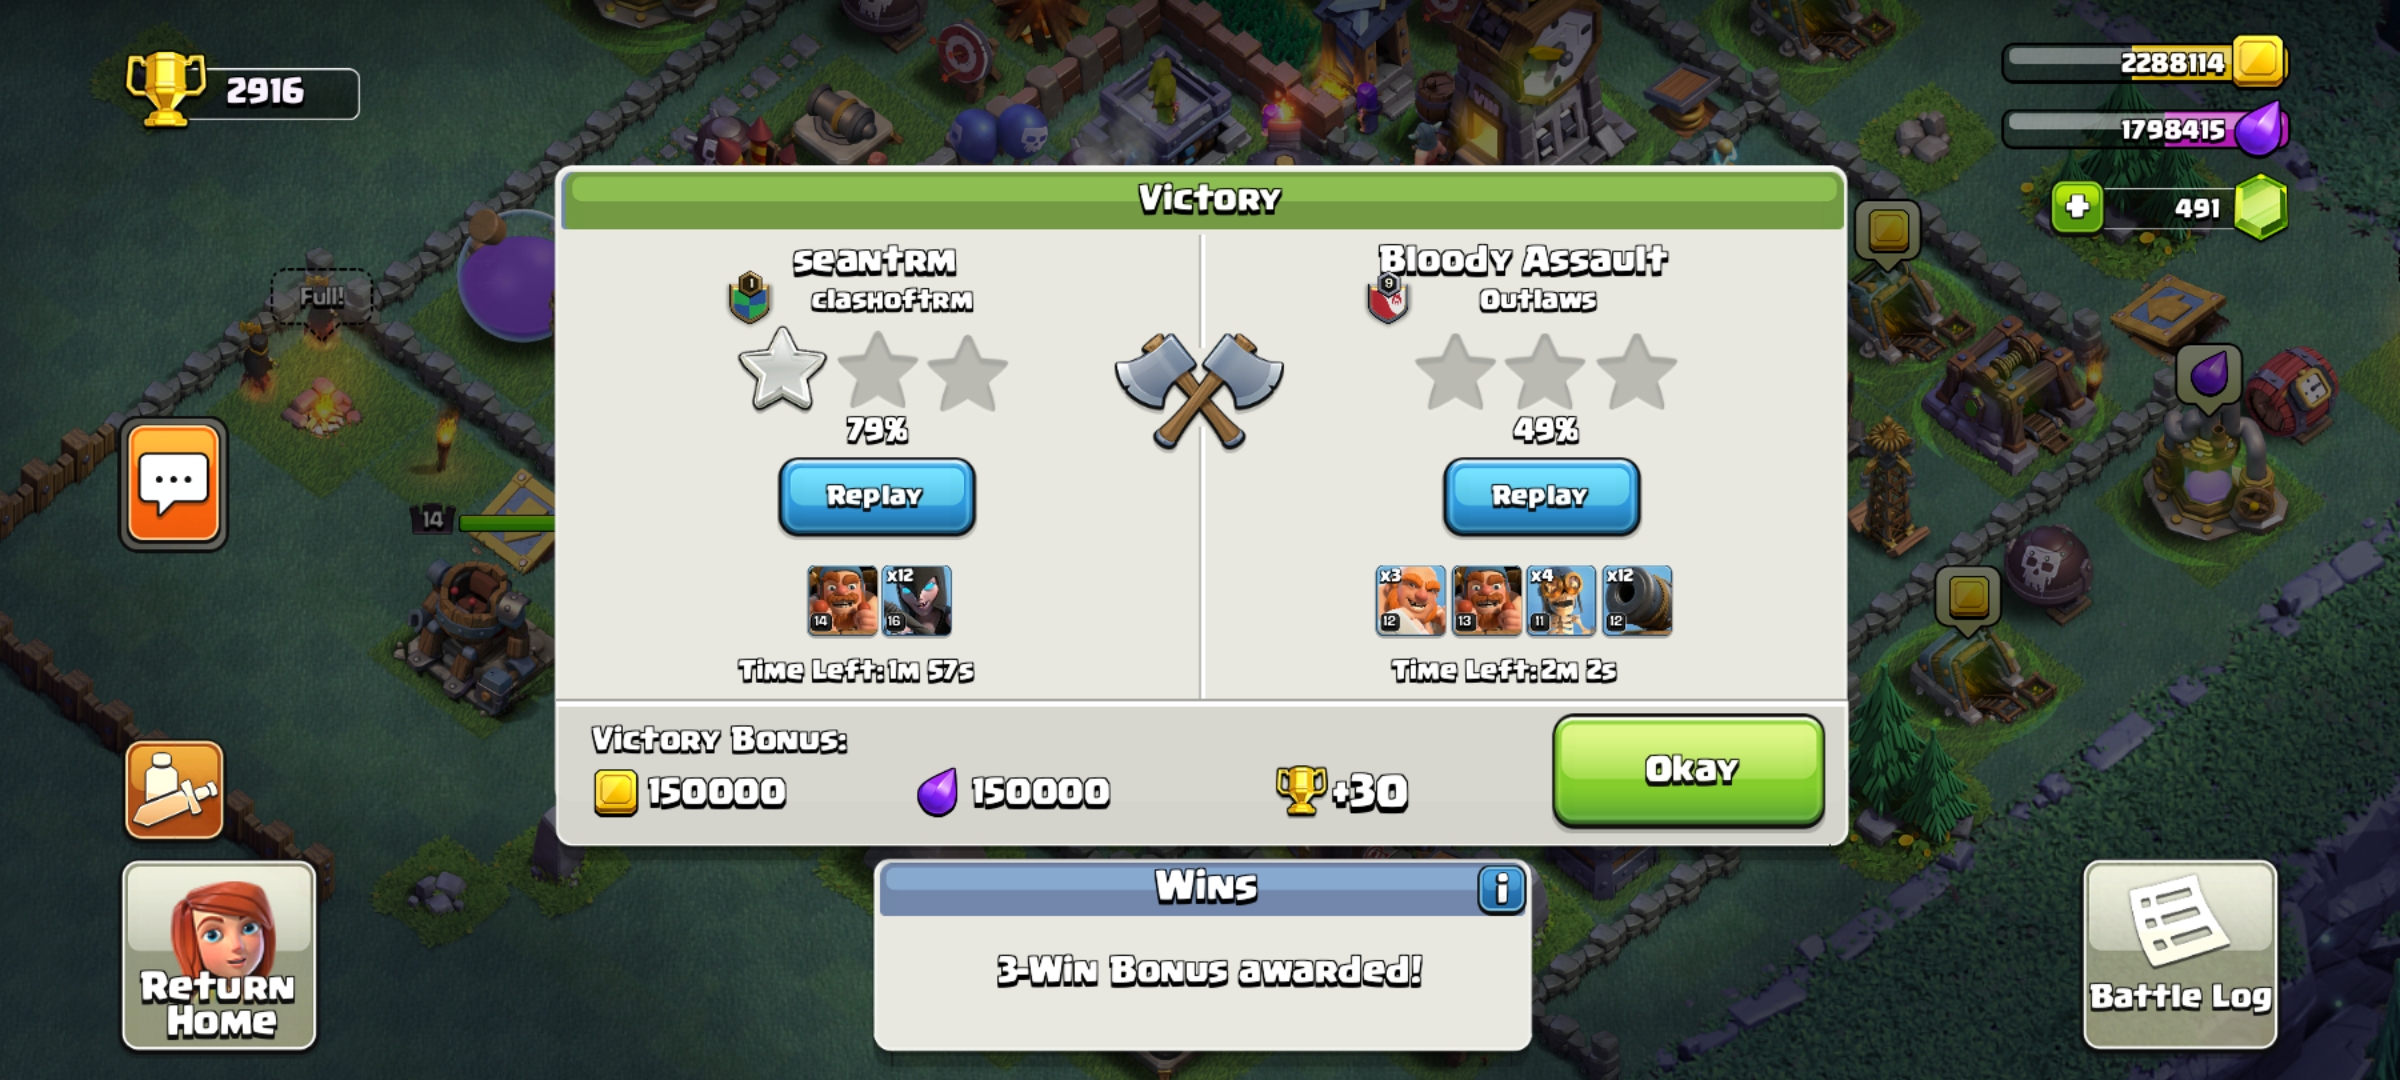 2916
2288114
1798415
491
Full!
14
Victory
seantrm
clashoftrm
1
79%
Replay
14
x12
16
Time Left: 1m 57s
Bloody Assault
Outlaws
9
49%
Replay
x3
12
13
x4
11
x12
12
Time Left: 2m 2s
Victory Bonus:
150000
150000
+30
Okay
Wins
i
3-Win Bonus awarded!
Return
Home
Battle Log